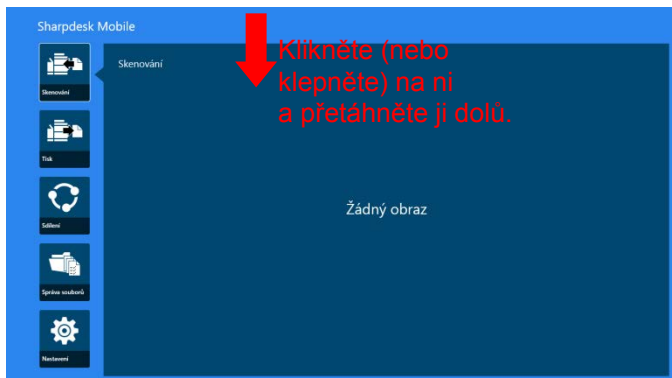 Sharpdesk Mobile
Skenování
Skenování
Klikněte (nebo
klepněte) na ni
a přetáhněte ji dolů.
Tisk
Žádný obraz
Sdílení
Správa souborů
Nastavení